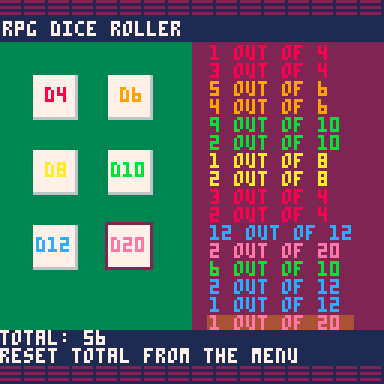 RPG DICE ROLLER
D4 D6
D8 D10
D12 D20
1 OUT OF 4
3 OUT OF 4
5 OUT OF 6
4 OUT OF 6
9 OUT OF 10
2 OUT OF 10
1 OUT OF 8
2 OUT OF 8
3 OUT OF 4
2 OUT OF 4
12 OUT OF 12
2 OUT OF 20
6 OUT OF 10
2 OUT OF 12
1 OUT OF 12
1 OUT OF 20
TOTAL: 56
RESET TOTAL FROM THE MENU